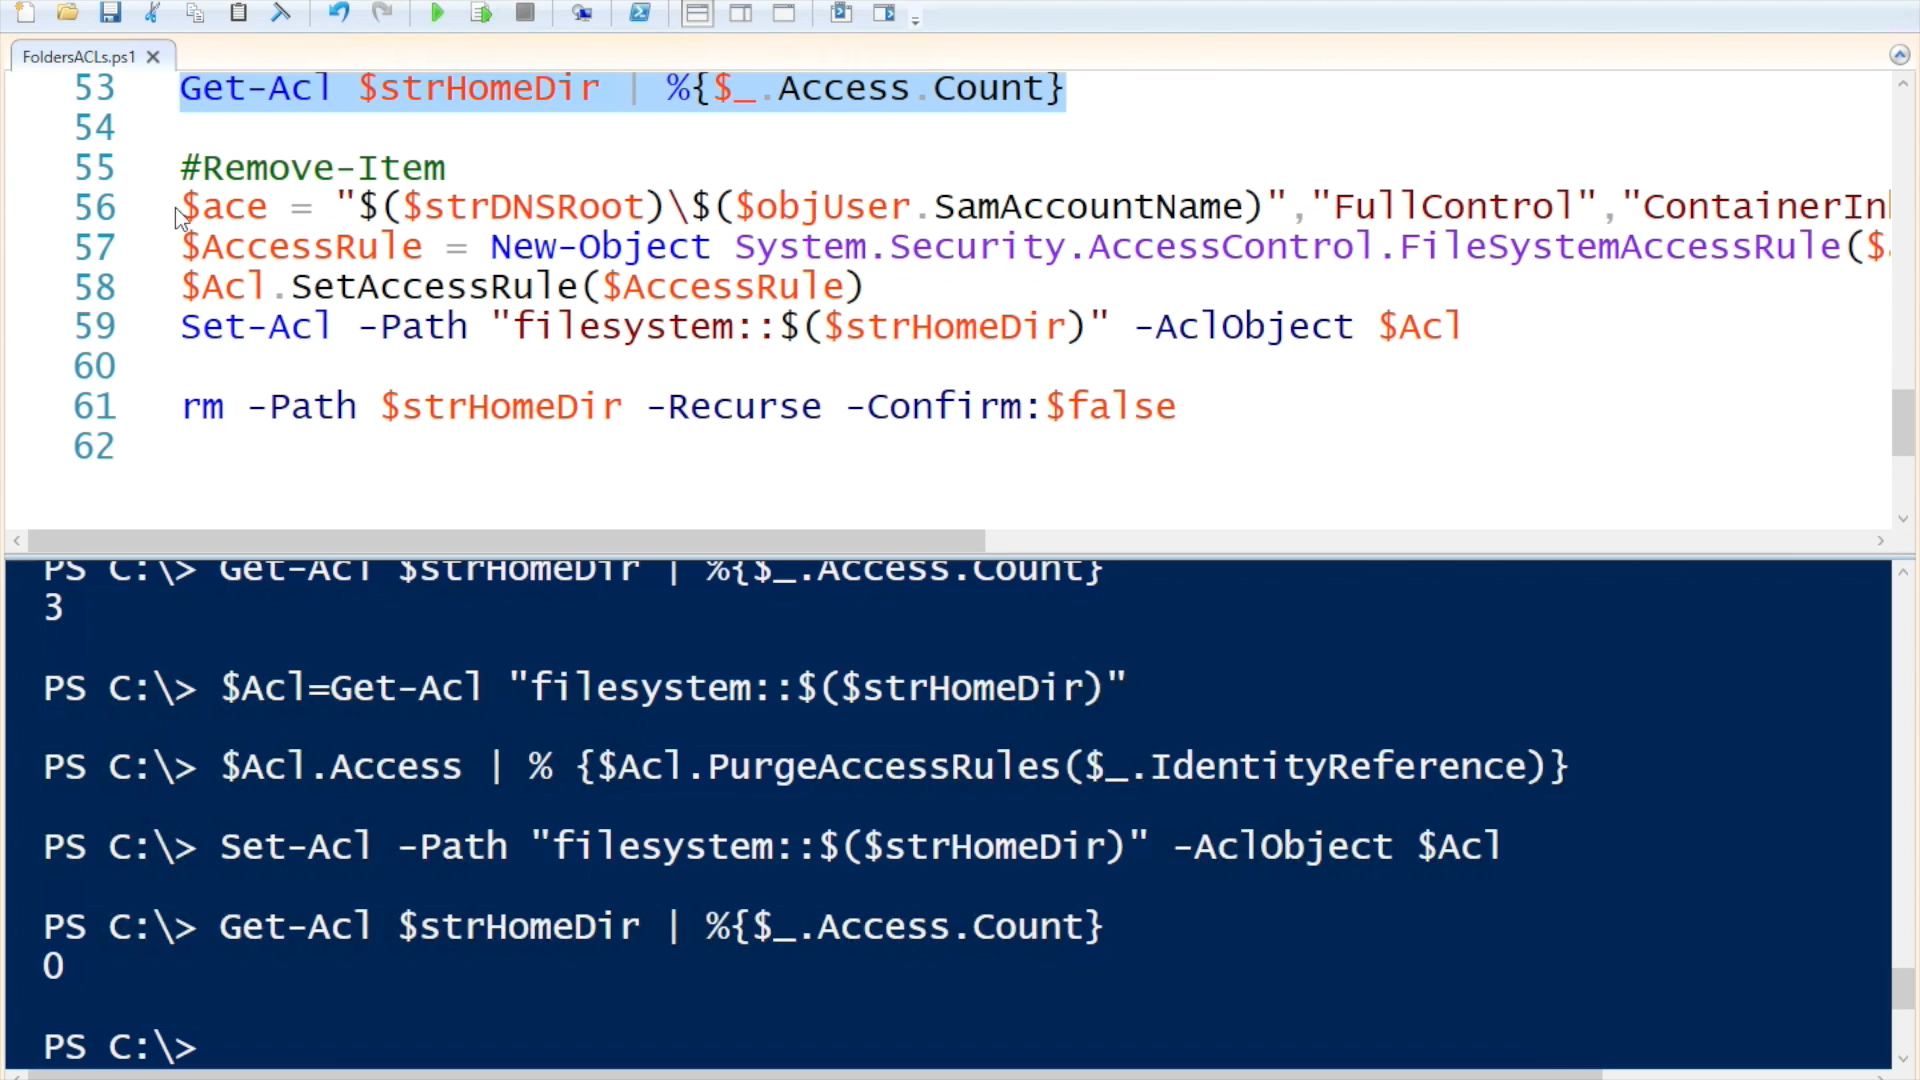 FoldersACLs.ps1
53 Get-Acl $strHomeDir | %{$_.Access.Count}
54
55 #Remove-Item
56 $ace = "$($strDNSRoot)\$($objUser.SamAccountName)","FullControl","ContainerIn
57 $AccessRule = New-Object System.Security.AccessControl.FileSystemAccessRule($
58 $Acl.SetAccessRule($AccessRule)
59 Set-Acl -Path "filesystem::$($strHomeDir)" -AclObject $Acl
60
61 rm -Path $strHomeDir -Recurse -Confirm:$false
62
PS C:\> Get-Acl $strHomeDir | %{$_.Access.Count}
3
PS C:\> $Acl=Get-Acl "filesystem::$($strHomeDir)"
PS C:\> $Acl.Access | % {$Acl.PurgeAccessRules($_.IdentityReference)}
PS C:\> Set-Acl -Path "filesystem::$($strHomeDir)" -AclObject $Acl
PS C:\> Get-Acl $strHomeDir | %{$_.Access.Count}
0
PS C:\>